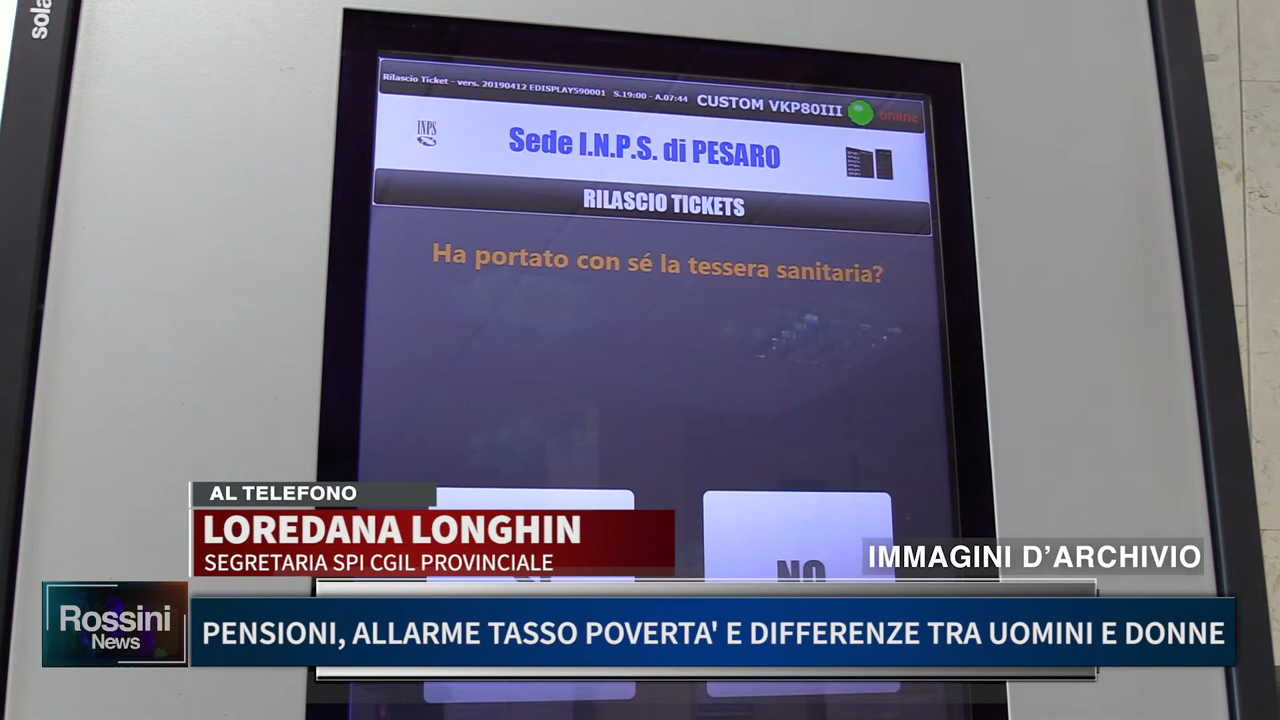 sola
Rilascio Ticket - vers. 20190412 EDISPLAY590001 S.19:00 - A.07:44 CUSTOM VKP80III online
INPS
Sede I.N.P.S. di PESARO
RILASCIO TICKETS
Ha portato con sé la tessera sanitaria?
NO
AL TELEFONO
LOREDANA LONGHIN
SEGRETARIA SPI CGIL PROVINCIALE
IMMAGINI D'ARCHIVIO
Rossini
News
PENSIONI, ALLARME TASSO POVERTA' E DIFFERENZE TRA UOMINI E DONNE